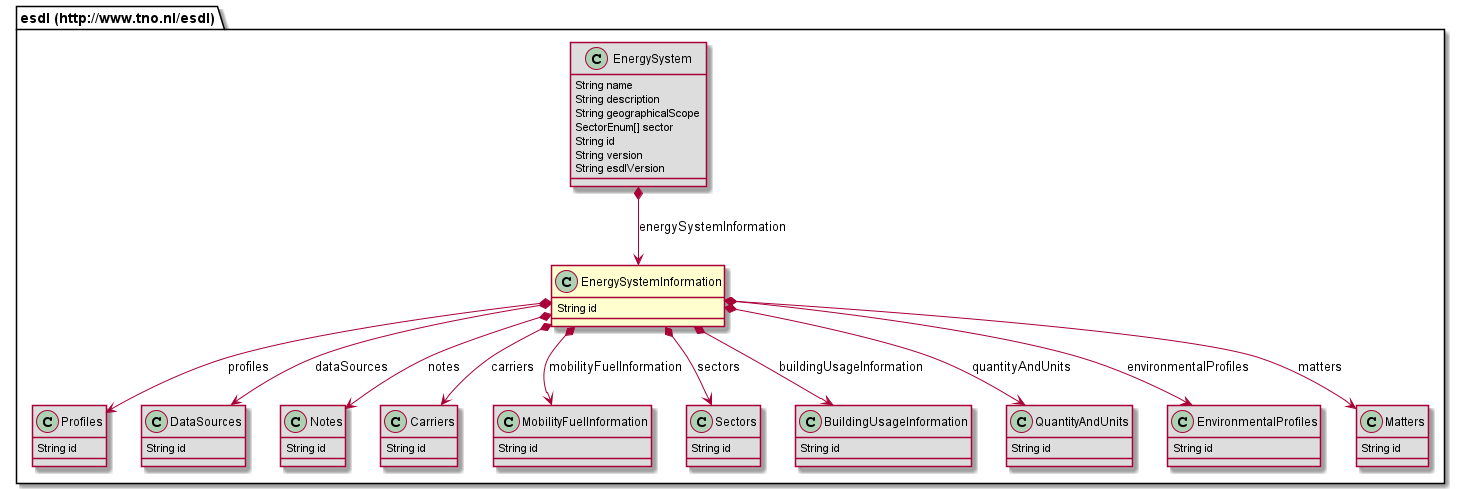 esdl (http://www.tno.nl/esdl)
C EnergySystem
String name
String description
String geographicalScope
SectorEnum[] sector
String id
String version
String esdlVersion
energySystemInformation
C EnergySystemInformation
String id
profiles
dataSources
notes
carriers
mobilityFuelInformation
sectors
buildingUsageInformation
quantityAndUnits
environmentalProfiles
matters
C Profiles
String id
C DataSources
String id
C Notes
String id
C Carriers
String id
C MobilityFuelInformation
String id
C Sectors
String id
C BuildingUsageInformation
String id
C QuantityAndUnits
String id
C EnvironmentalProfiles
String id
C Matters
String id